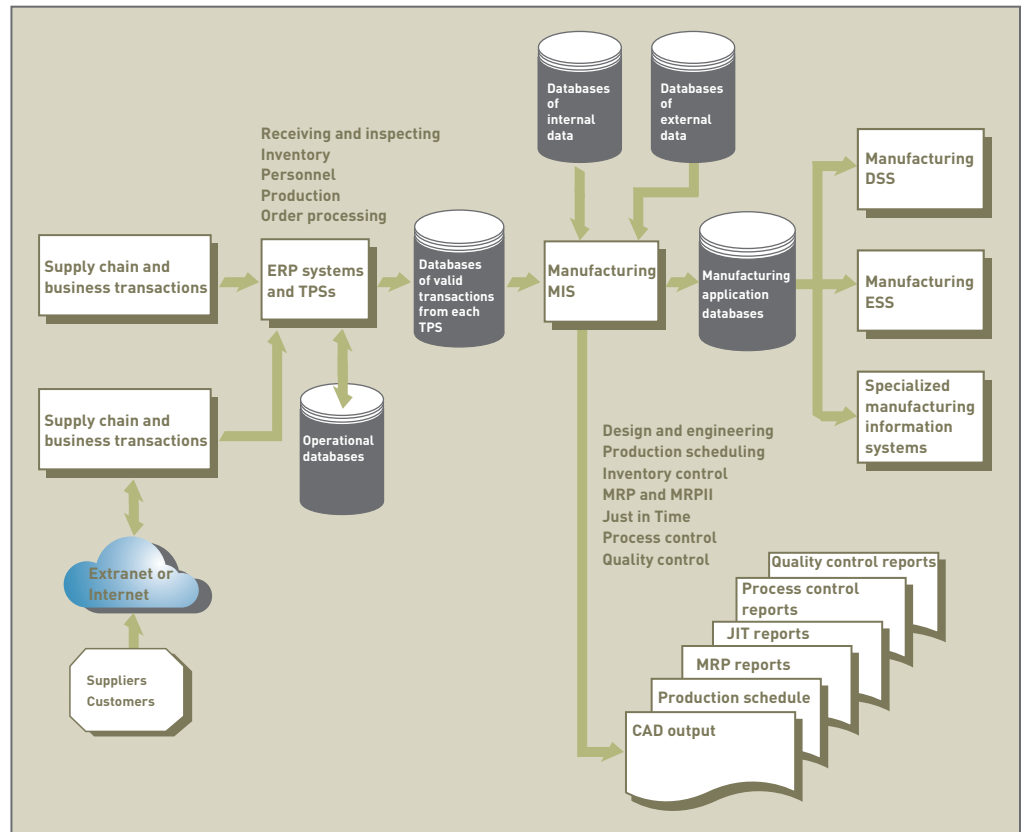 Databases
of
internal
data
Databases
of
external
data
Receiving and inspecting
Inventory
Personnel
Production
Order processing
Supply chain and
business transactions
ERP systems
and TPSs
Databases
of valid
transactions
from each
TPS
Manufacturing
MIS
Manufacturing
application
databases
Manufacturing
DSS
Manufacturing
ESS
Specialized
manufacturing
information
systems
Supply chain and
business transactions
Operational
databases
Extranet or
Internet
Suppliers
Customers
Design and engineering
Production scheduling
Inventory control
MRP and MRPII
Just in Time
Process control
Quality control
Quality control reports
Process control
reports
JIT reports
MRP reports
Production schedule
CAD output